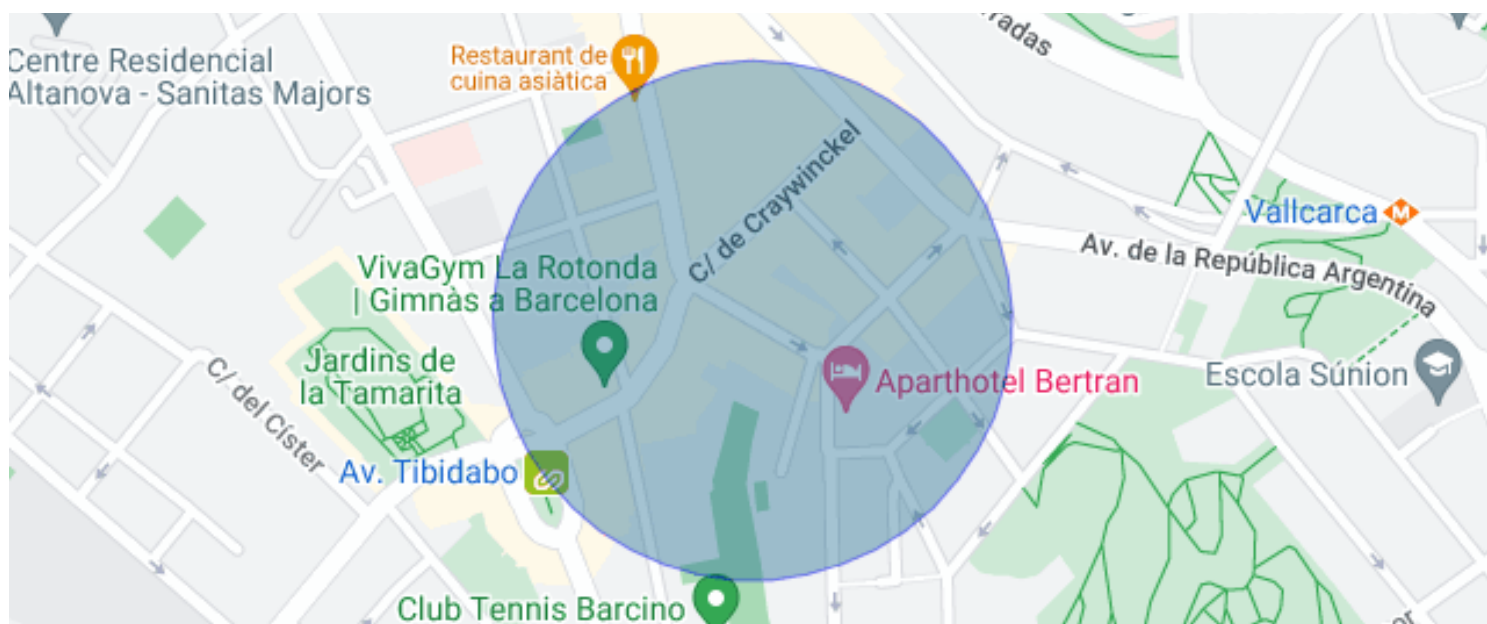 radas
Centre Residencial
Altanova - Sanitas Majors
Restaurant de
cuina asiàtica
C/ de Craywinckel
Vallcarca
M
Av. de la República Argentina
VivaGym La Rotonda
| Gimnàs a Barcelona
Jardins de
la Tamarita
C/ del Císter
Aparthotel Bertran
Escola Súnion
Av. Tibidabo
Club Tennis Barcino